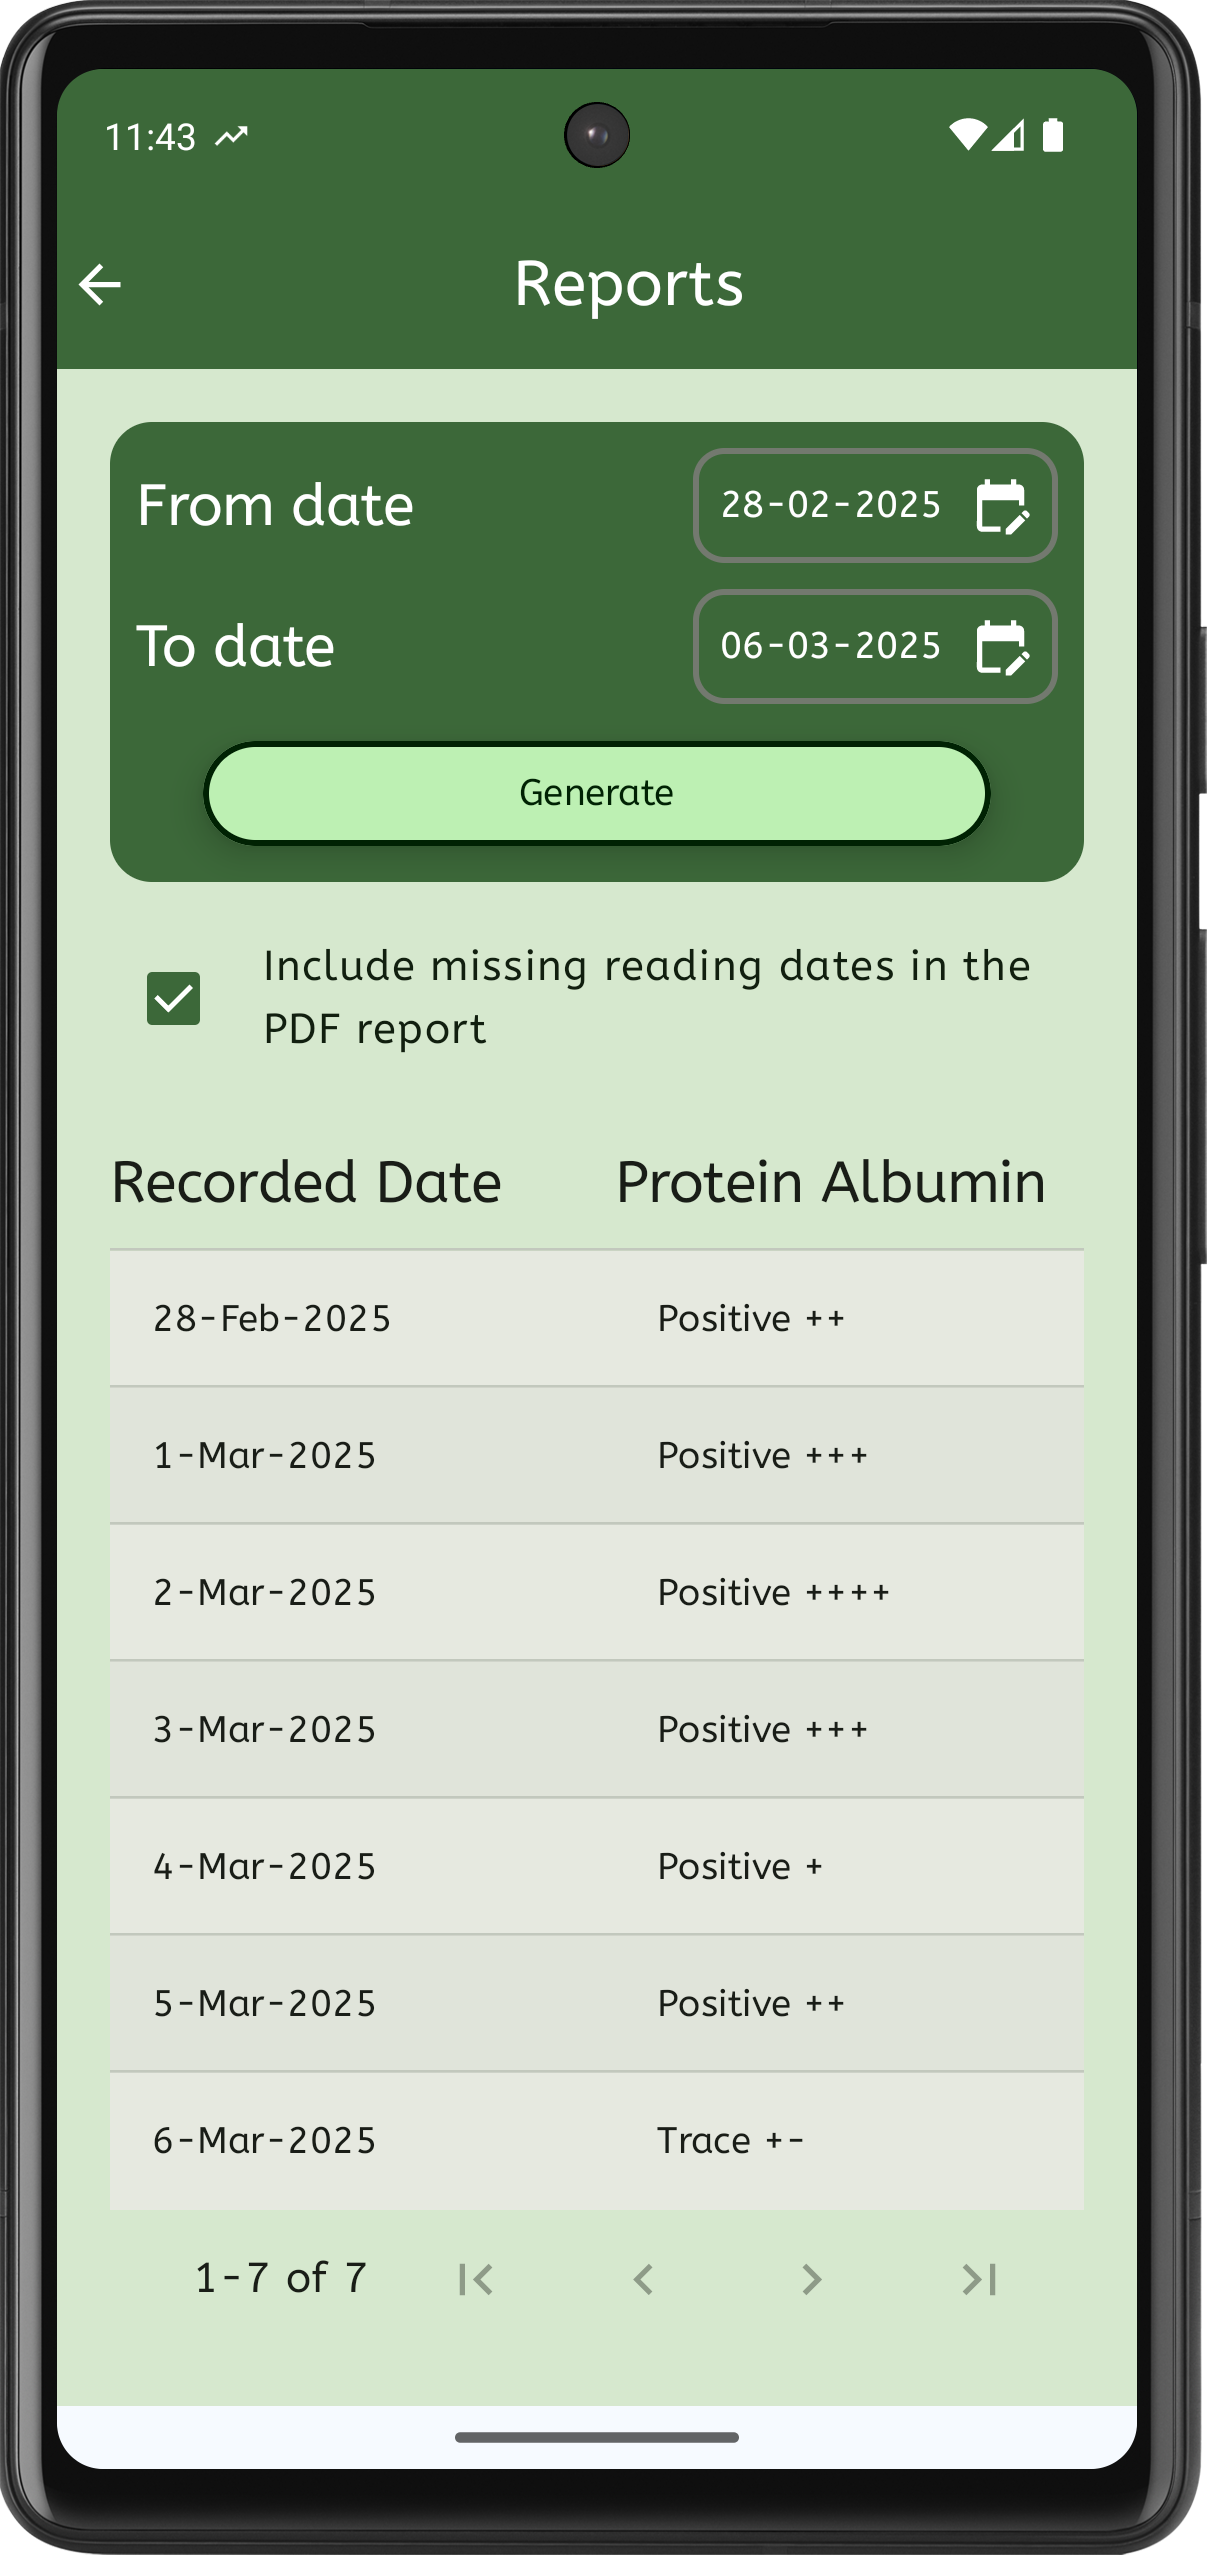 11:43
Reports
From date
28-02-2025
To date
06-03-2025
Generate
Include missing reading dates in the
PDF report
Recorded Date Protein Albumin
28-Feb-2025 Positive ++
1-Mar-2025 Positive +++
2-Mar-2025 Positive ++++
3-Mar-2025 Positive +++
4-Mar-2025 Positive +
5-Mar-2025 Positive ++
6-Mar-2025 Trace +-
1-7 of 7